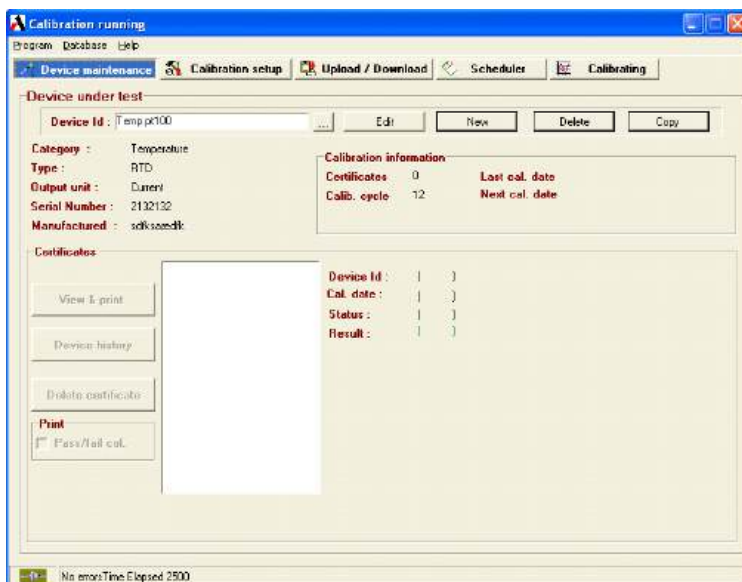 Calibration running
Program Database Help
Device maintenance Calibration setup Upload / Download Scheduler Calibrating
Device under test
Device Id : Temp.pt100 ... Edit New Delete Copy
Category : Temperature
Type : RTD
Output unit : Current
Serial Number : 2132132
Manufactured :
Calibration information
Certificates 0 Last cal. date
Calib. cycle 12 Next cal. date
Certificates
View & print
Device history
Delete certificate
Print
Pass/fail cal.
Device Id : [ ]
Cal. date : [ ]
Status : [ ]
Result : [ ]
No errors Time Elapsed 2500